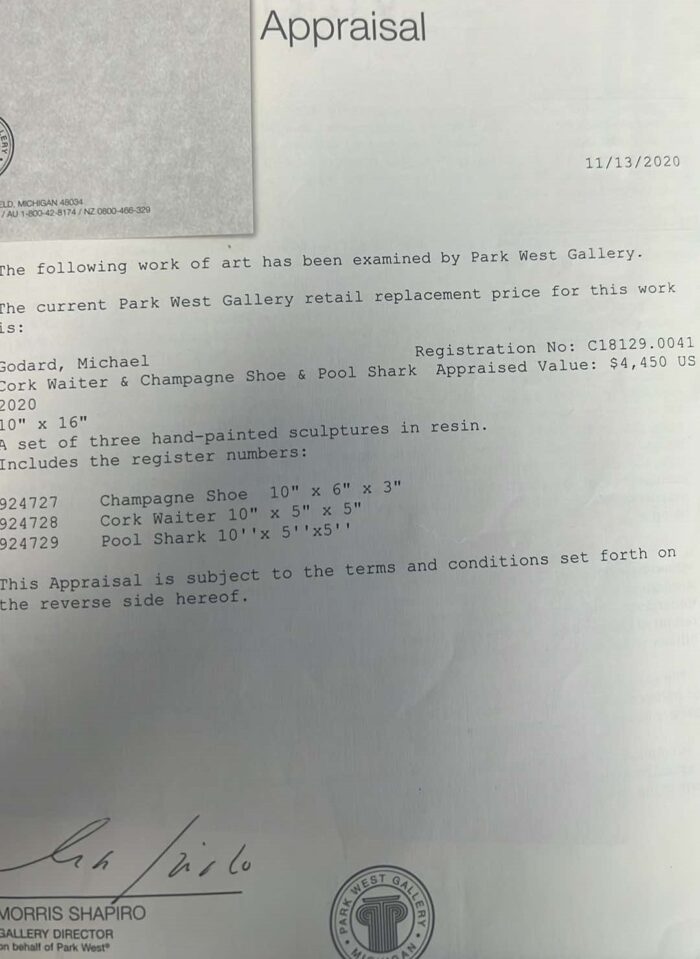 Appraisal
LERY
11/13/2020
ELD, MICHIGAN 48034
/ AU 1-800-42-8174 / NZ 0800-466-329
The following work of art has been examined by Park West Gallery.
The current Park West Gallery retail replacement price for this work
is:
Godard, Michael Registration No: C18129.0041
Cork Waiter & Champagne Shoe & Pool Shark Appraised Value: $4,450 US
2020
10" x 16"
A set of three hand-painted sculptures in resin.
Includes the register numbers:
924727 Champagne Shoe 10" x 6" x 3"
924728 Cork Waiter 10" x 5" x 5"
924729 Pool Shark 10''x 5''x5''
This Appraisal is subject to the terms and conditions set forth on
the reverse side hereof.
MORRIS SHAPIRO
GALLERY DIRECTOR
on behalf of Park West®
PARK WEST GALLERY • MICHIGAN •